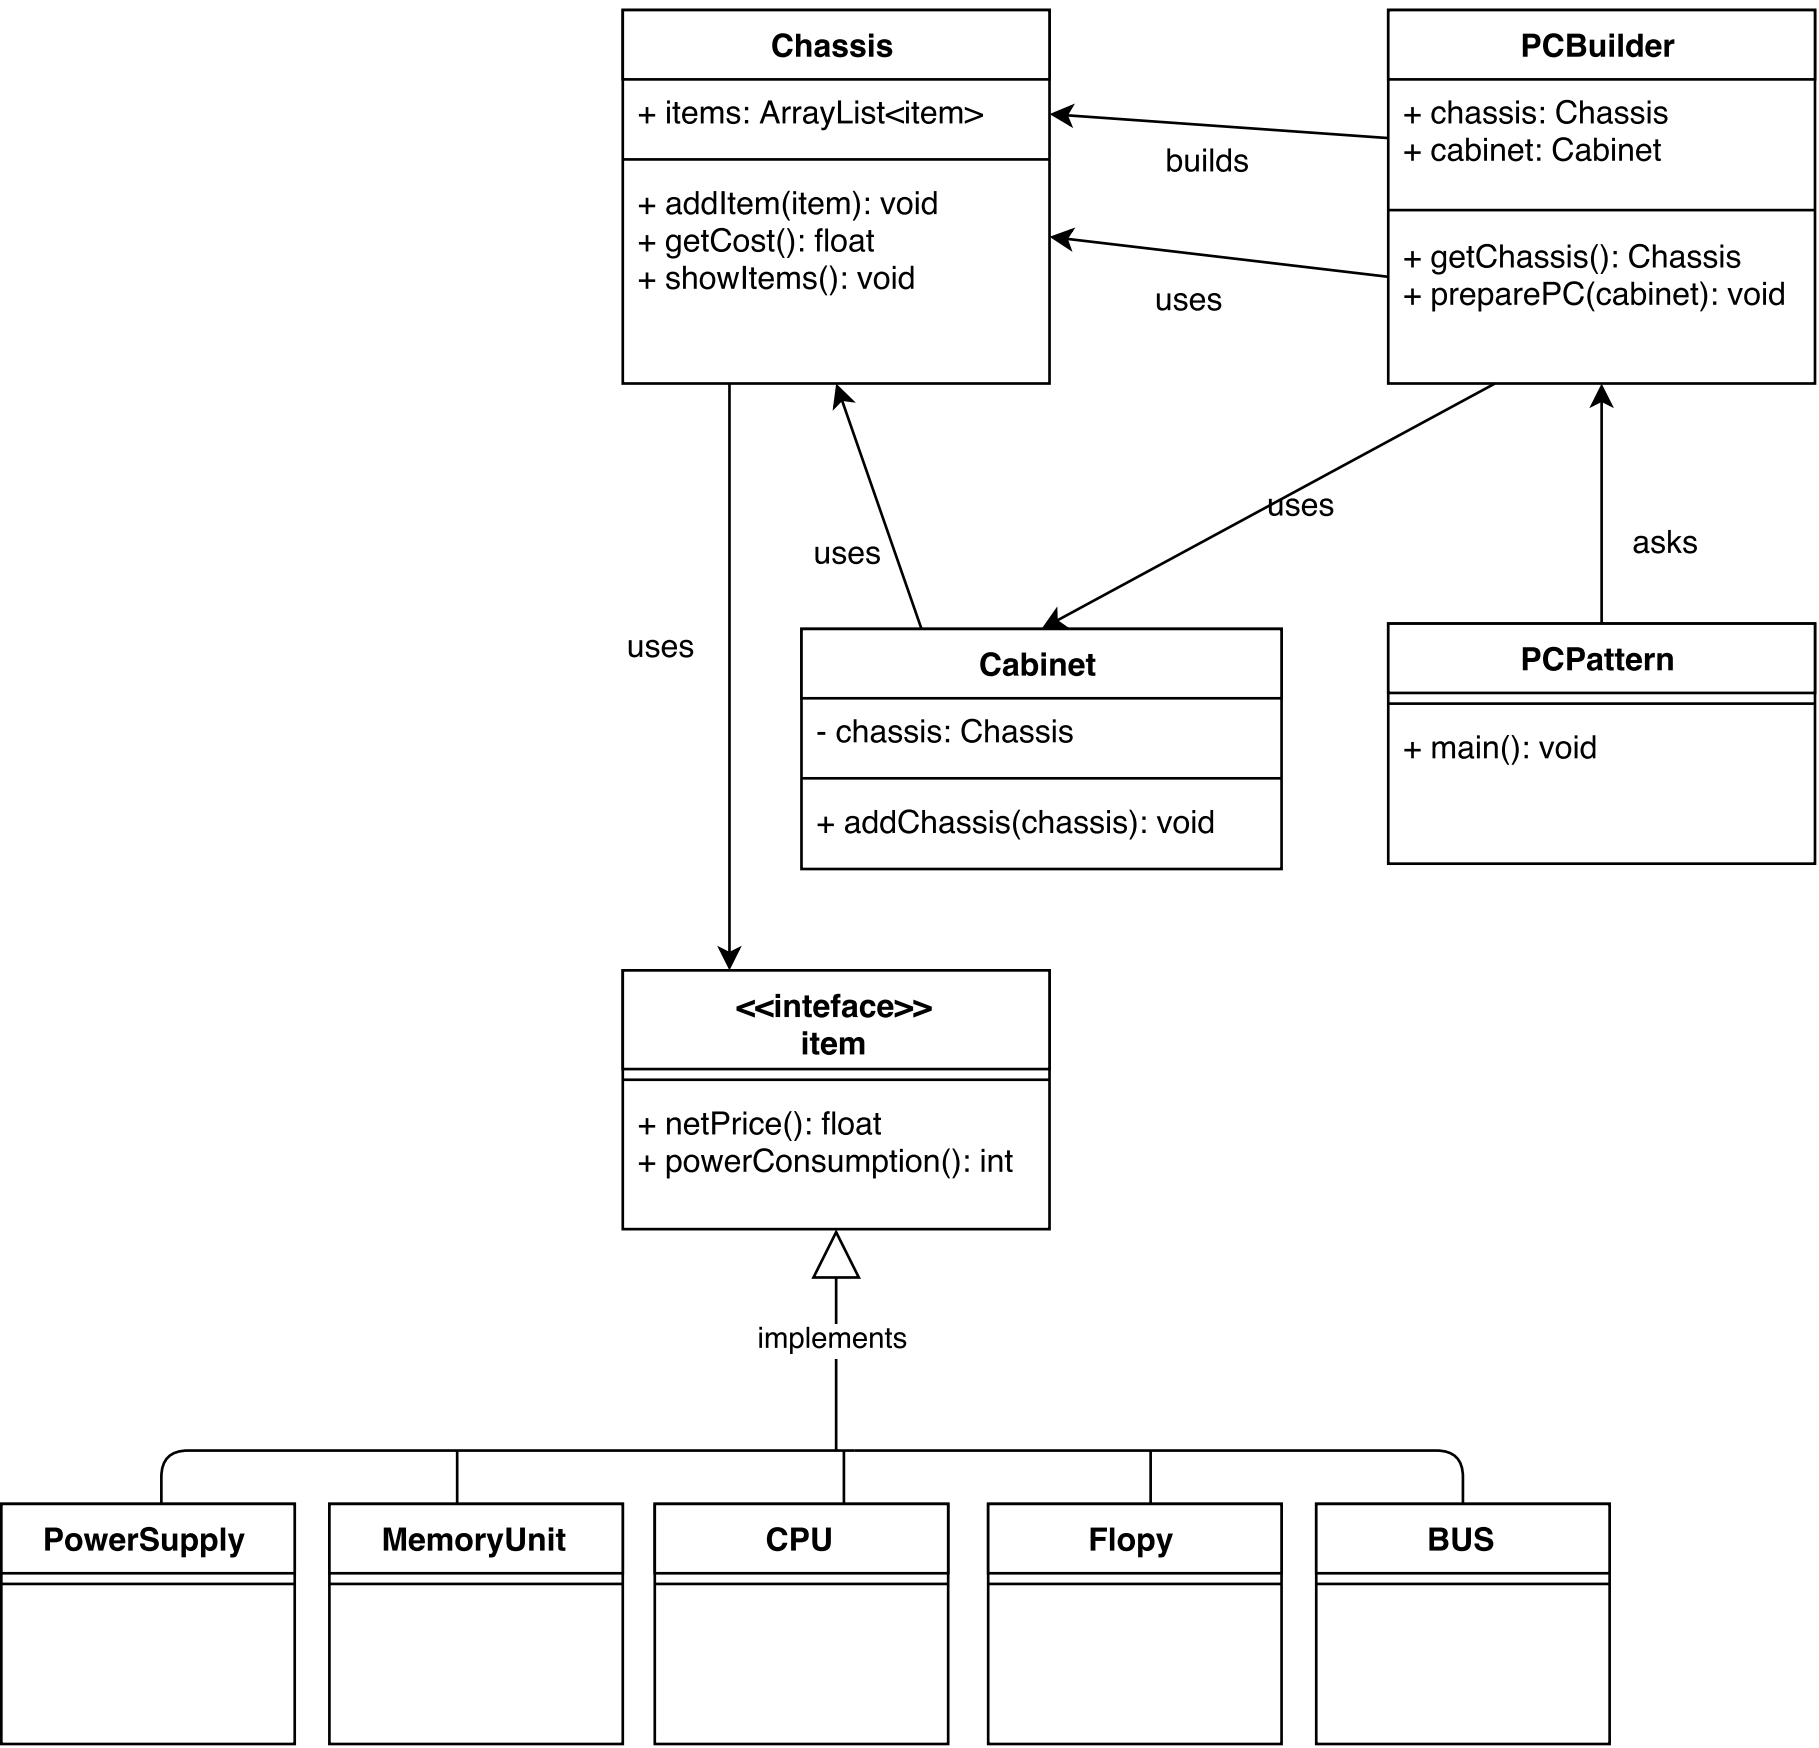 Chassis
+ items: ArrayList<item>
+ addItem(item): void
+ getCost(): float
+ showItems(): void
PCBuilder
+ chassis: Chassis
+ cabinet: Cabinet
+ getChassis(): Chassis
+ preparePC(cabinet): void
builds
uses
uses
uses
asks
uses
Cabinet
- chassis: Chassis
+ addChassis(chassis): void
PCPattern
+ main(): void
<<inteface>>
item
+ netPrice(): float
+ powerConsumption(): int
implements
PowerSupply
MemoryUnit
CPU
Flopy
BUS